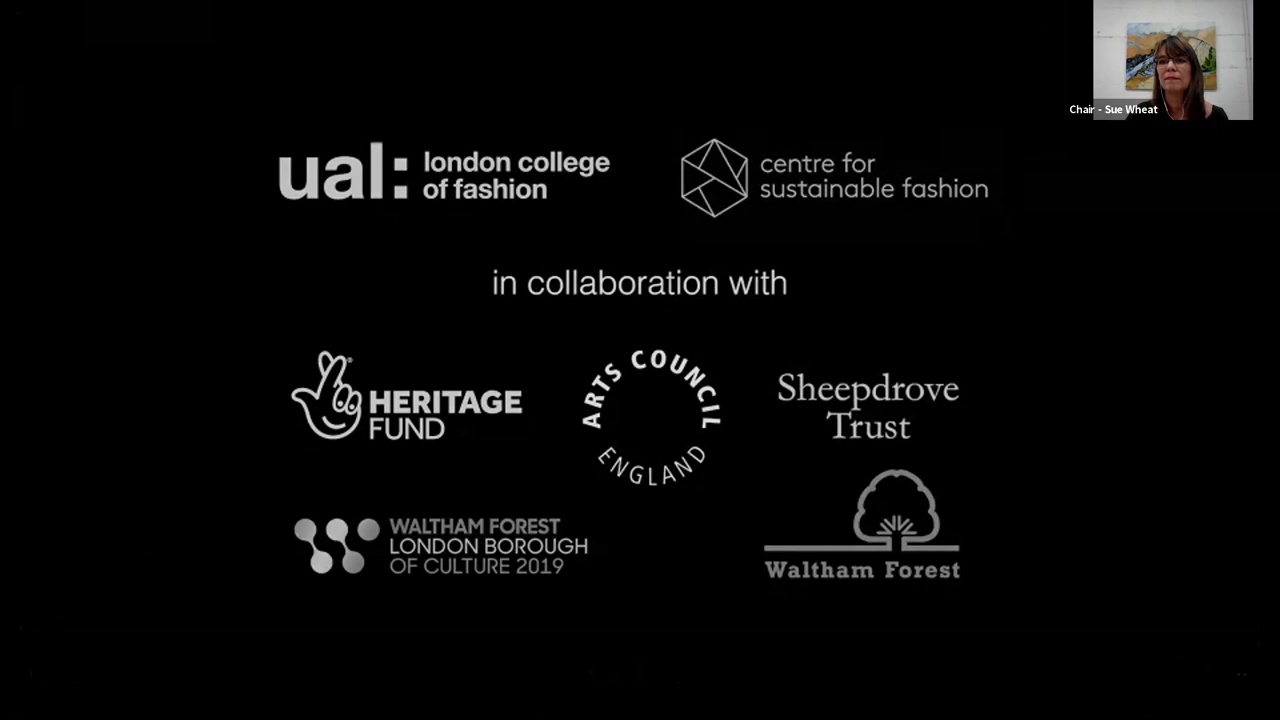 Chair - Sue Wheat
ual:
london college
of fashion
centre for
sustainable fashion
in collaboration with
HERITAGE
FUND
ARTS COUNCIL
ENGLAND
Sheepdrove
Trust
WALTHAM FOREST
LONDON BOROUGH
OF CULTURE 2019
Waltham Forest